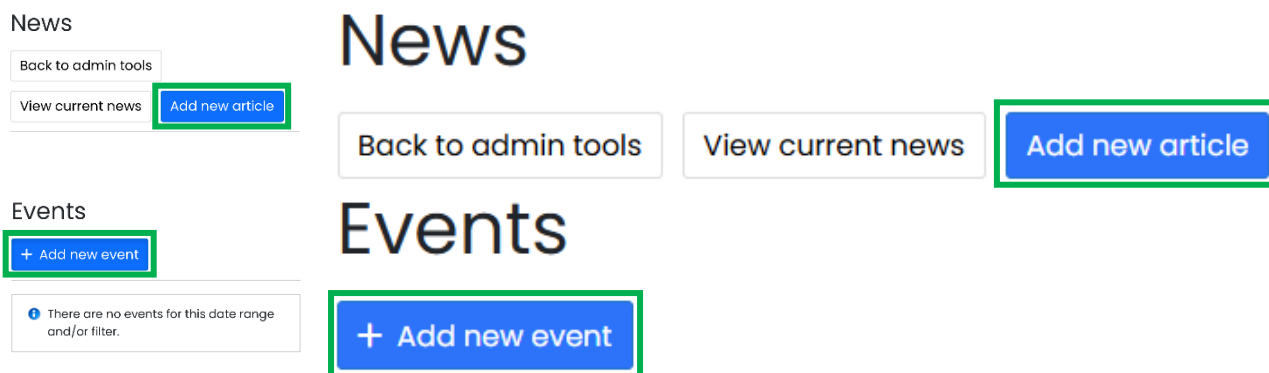 News
Back to admin tools
View current news Add new article
Events
+ Add new event
There are no events for this date range
and/or filter.
News
Back to admin tools View current news Add new article
Events
+ Add new event